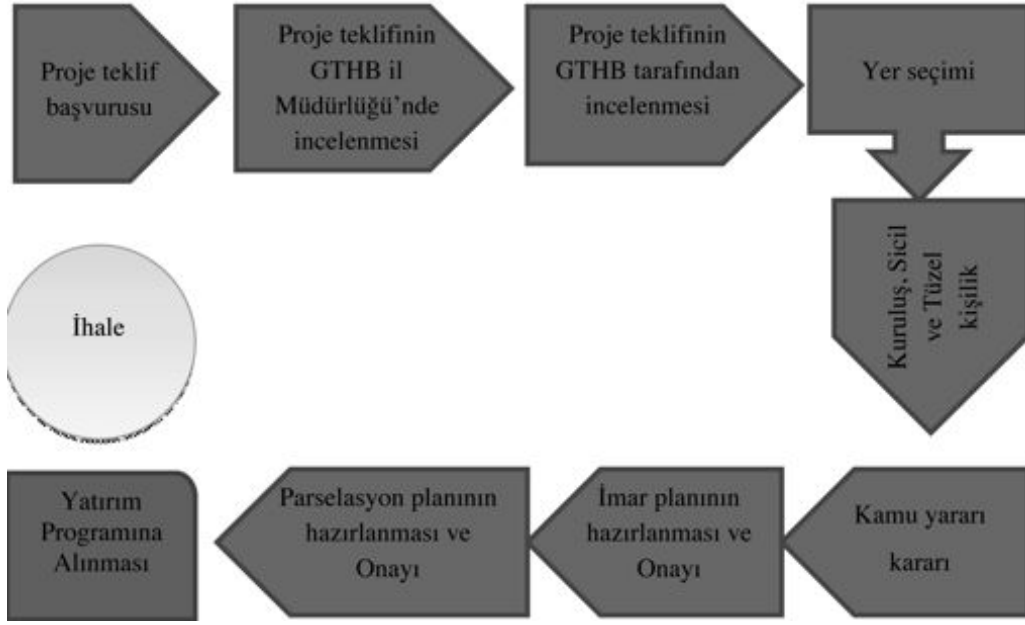 Proje teklif
başvurusu
Proje teklifinin
GTHB il
Müdürlüğü’nde
incelenmesi
Proje teklifinin
GTHB tarafından
incelenmesi
Yer seçimi
Kuruluş, Sicil
ve Tüzel
kişilik
Kamu yararı
kararı
İmar planının
hazırlanması ve
Onayı
Parselasyon planının
hazırlanması ve
Onayı
Yatırım
Programına
Alınması
İhale